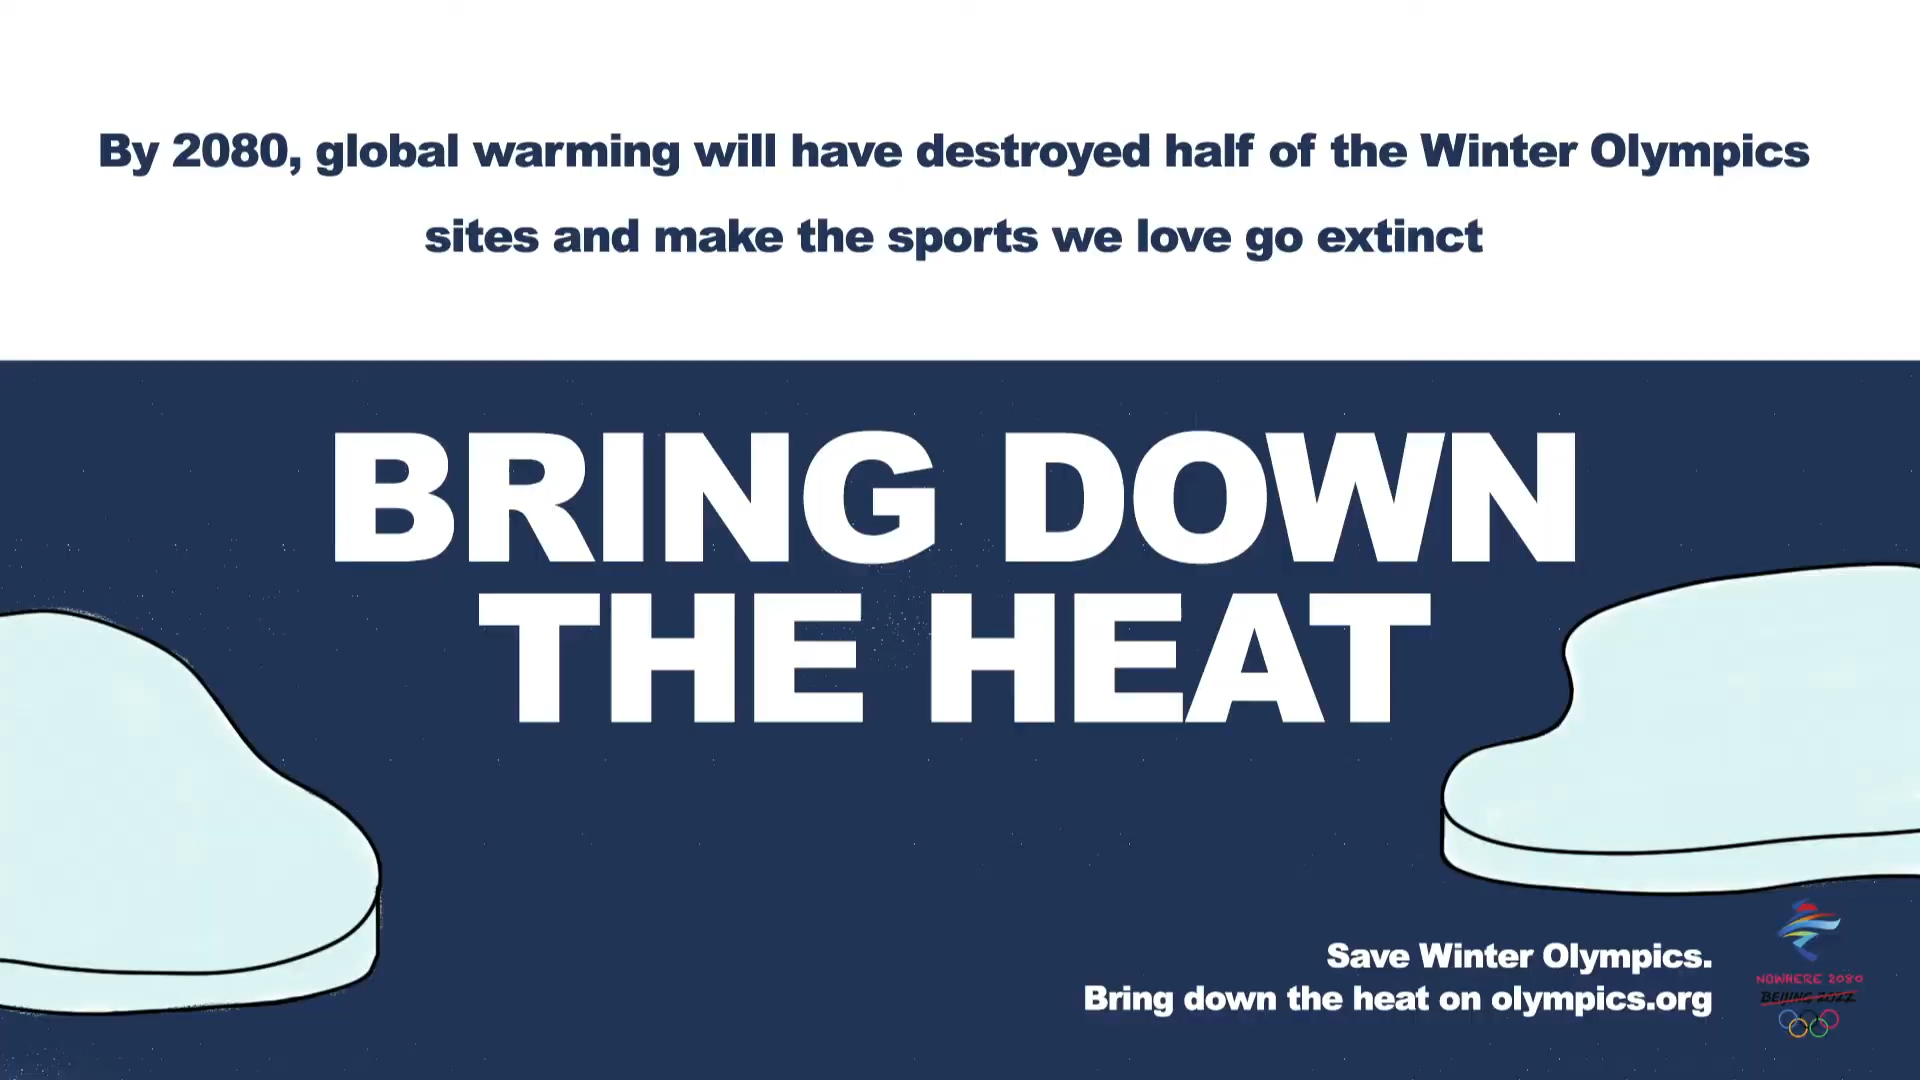 By 2080, global warming will have destroyed half of the Winter Olympics
sites and make the sports we love go extinct
BRING DOWN
THE HEAT
Save Winter Olympics.
Bring down the heat on olympics.org
NOWHERE 2080
BEIJING 2022